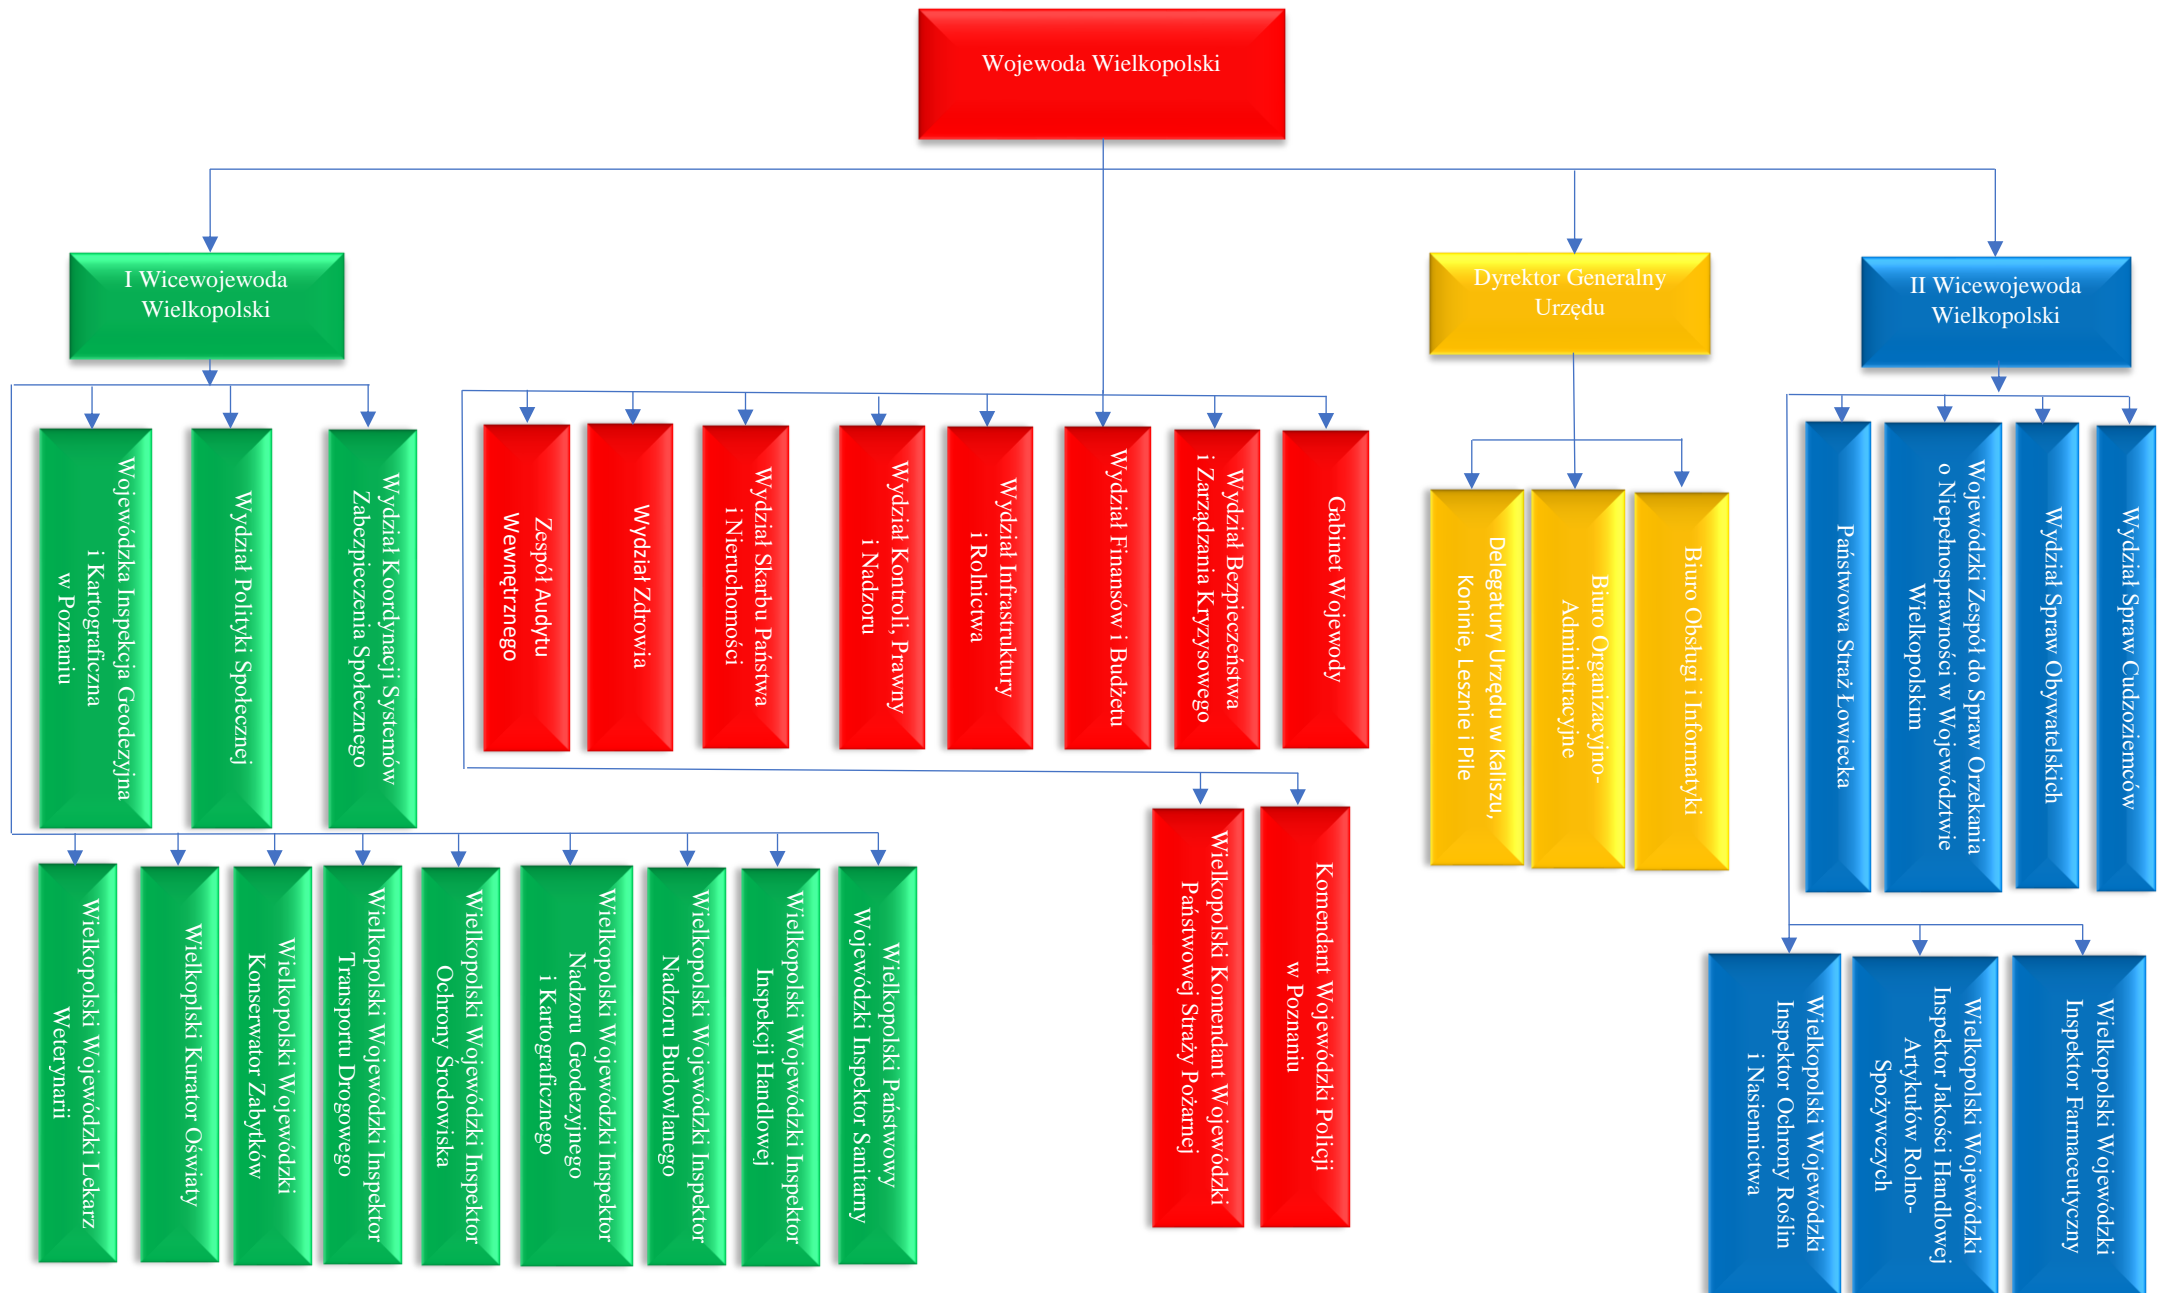 Wojewoda Wielkopolski
I Wicewojewoda
Wielkopolski
Dyrektor Generalny
Urzędu
II Wicewojewoda
Wielkopolski
Wojewódzka Inspekcja Geodezyjna
i Kartograficzna
w Poznaniu
Wydział Polityki Społecznej
Wydział Koordynacji Systemów
Zabezpieczenia Społecznego
Zespół Audytu
Wewnętrznego
Wydział Zdrowia
Wydział Skarbu Państwa
i Nieruchomości
Wydział Kontroli, Prawny
i Nadzoru
Wydział Infrastruktury
i Rolnictwa
Wydział Finansów i Budżetu
Wydział Bezpieczeństwa
i Zarządzania Kryzysowego
Gabinet Wojewody
Delegatury Urzędu w Kaliszu,
Koninie, Lesznie i Pile
Biuro Organizacyjno-
Administracyjne
Biuro Obsługi i Informatyki
Państwowa Straż Łowiecka
Wojewódzki Zespół do Spraw Orzekania
o Niepełnosprawności w Województwie
Wielkopolskim
Wydział Spraw Obywatelskich
Wydział Spraw Cudzoziemców
Wielkopolski Wojewódzki Lekarz
Weterynarii
Wielkoplski Kurator Oświaty
Wielkopolski Wojewódzki
Konserwator Zabytków
Wielkopolski Wojewódzki Inspektor
Transportu Drogowego
Wielkopolski Wojewódzki Inspektor
Ochrony Środowiska
Wielkopolski Wojewódzki Inspektor
Nadzoru Geodezyjnego
i Kartograficznego
Wielkopolski Wojewódzki Inspektor
Nadzoru Budowlanego
Wielkopolski Wojewódzki Inspektor
Inspekcji Handlowej
Wielkopolski Państwowy
Wojewódzki Inspektor Sanitarny
Wielkopolski Komendant Wojewódzki
Państwowej Straży Pożarnej
Komendant Wojewódzki Policji
w Poznaniu
Wielkopolski Wojewódzki
Inspektor Ochrony Roślin
i Nasiennictwa
Wielkopolski Wojewódzki
Inspektor Jakości Handlowej
Artykułów Rolno-
Spożywczych
Wielkopolski Wojewódzki
Inspektor Farmaceutyczny